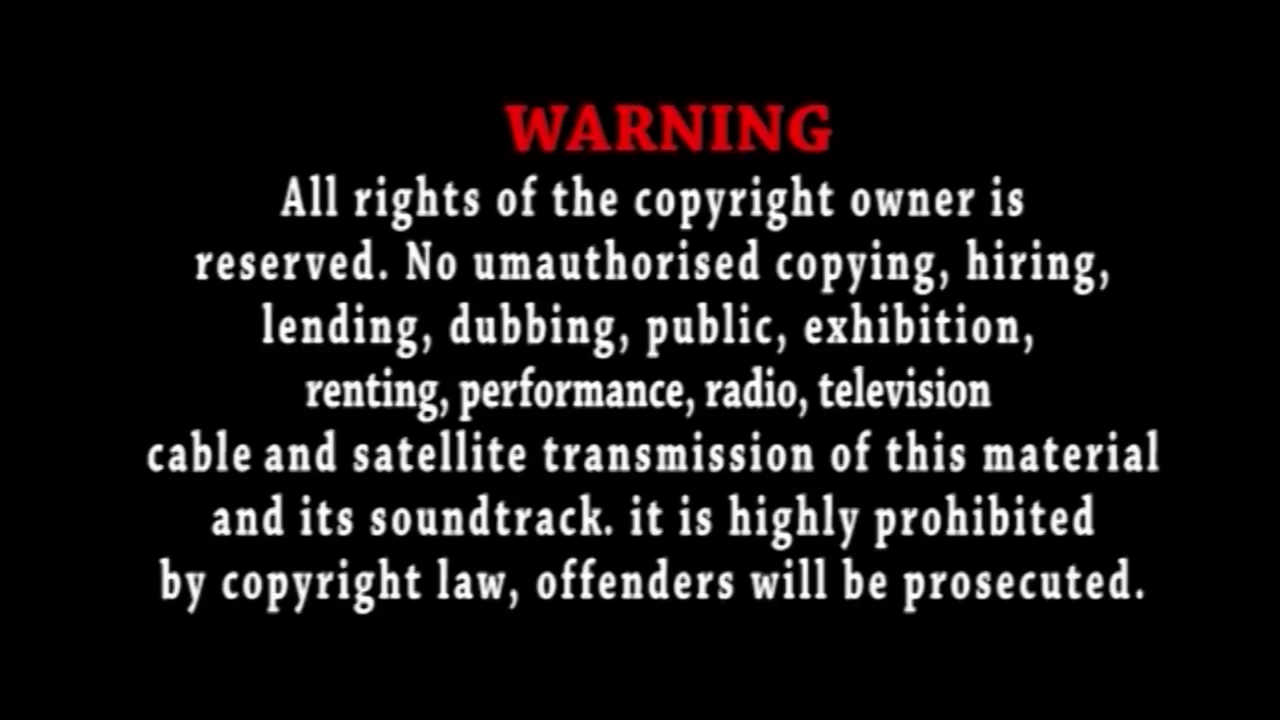 WARNING
All rights of the copyright owner is
reserved. No umauthorised copying, hiring,
lending, dubbing, public, exhibition,
renting, performance, radio, television
cable and satellite transmission of this material
and its soundtrack. it is highly prohibited
by copyright law, offenders will be prosecuted.